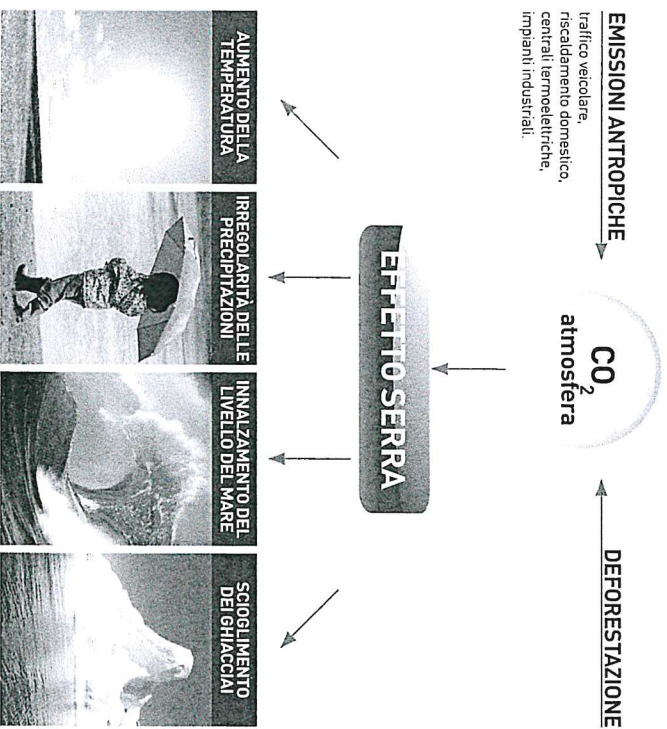 EMISSIONI ANTROPICHE
traffico veicolare,
riscaldamento domestico,
centrali termoelettriche,
impianti industriali.
CO2
atmosfera
DEFORESTAZIONE
EFFETTO SERRA
AUMENTO DELLA
TEMPERATURA
IRREGOLARITÀ DELLE
PRECIPITAZIONI
INNALZAMENTO DEL
LIVELLO DEL MARE
SCIOGLIMENTO
DEI GHIACCIAI